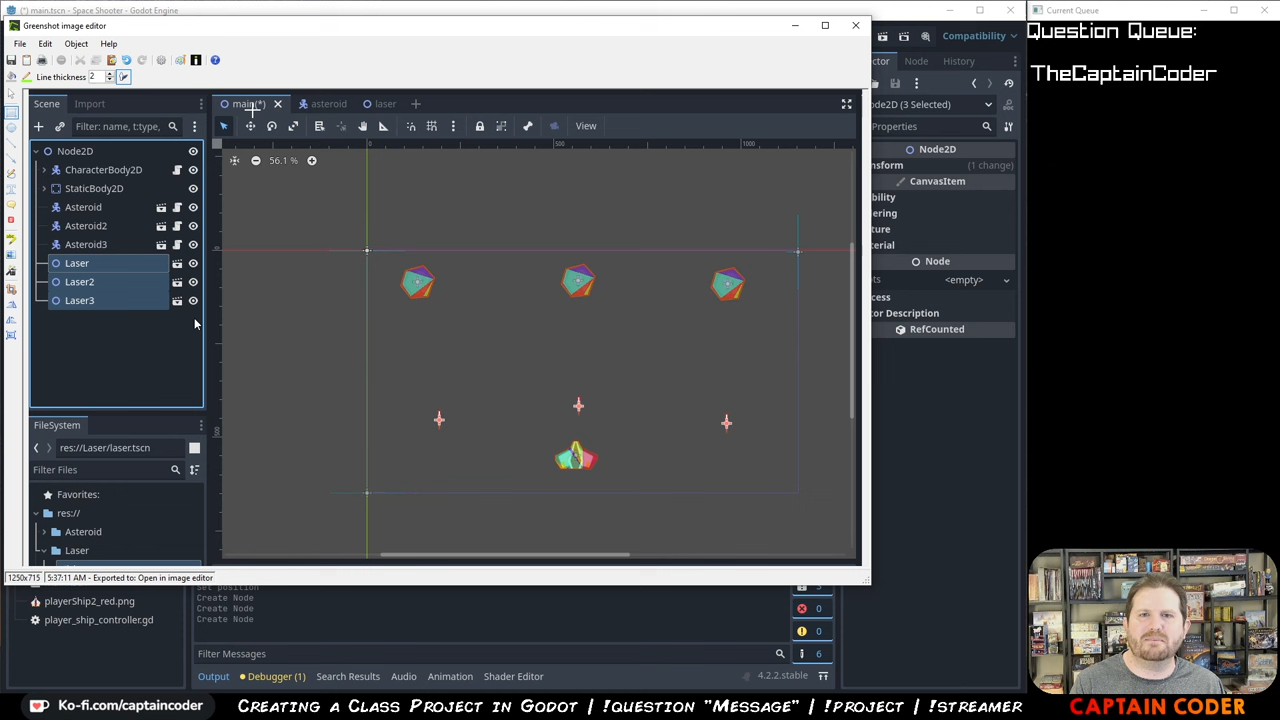 (*) main.tscn - Space Shooter - Godot Engine
Greenshot image editor
File Edit Object Help
Line thickness 2
Scene Import
Filter: name, t:type,
Node2D
CharacterBody2D
StaticBody2D
Asteroid
Asteroid2
Asteroid3
Laser
Laser2
Laser3
main(*) asteroid laser
View
56.1 %
0 500 1000
FileSystem
res://Laser/laser.tscn
Filter Files
Favorites:
res://
Asteroid
Laser
1250x715 5:37:11 AM - Exported to: Open in image editor
playerShip2_red.png
player_ship_controller.gd
Create Node
Create Node
Create Node
0
0
6
Filter Messages
Output Debugger (1) Search Results Audio Animation Shader Editor
4.2.2.stable
Compatibility
Node History
(3 Selected)
Properties
Node2D
(1 change)
CanvasItem
Node
<empty>
RefCounted
Current Queue
Question Queue:
TheCaptainCoder
Ko-fi.com/captaincoder
Creating a Class Project in Godot | !question "Message" | !project | !streamer
CAPTAIN CODER